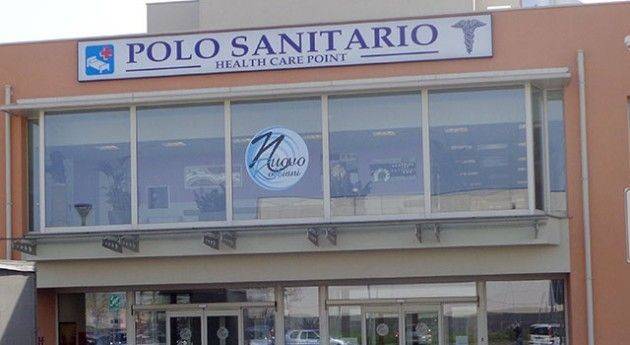 POLO SANITARIO
HEALTH CARE POINT
Nuovo